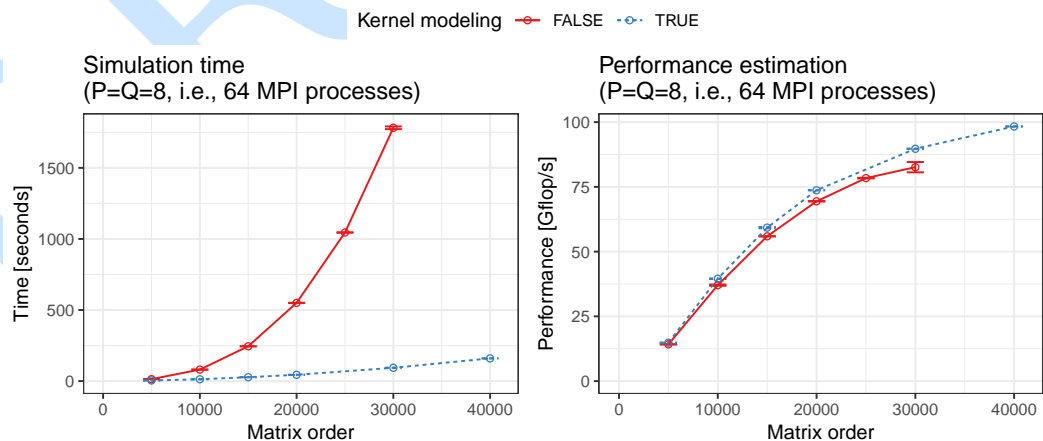 Kernel modeling FALSE TRUE
Simulation time
(P=Q=8, i.e., 64 MPI processes)
Time [seconds]
1500
1000
500
0
0 10000 20000 30000 40000
Matrix order
Performance estimation
(P=Q=8, i.e., 64 MPI processes)
Performance [Gflop/s]
100
75
50
25
0
0 10000 20000 30000 40000
Matrix order